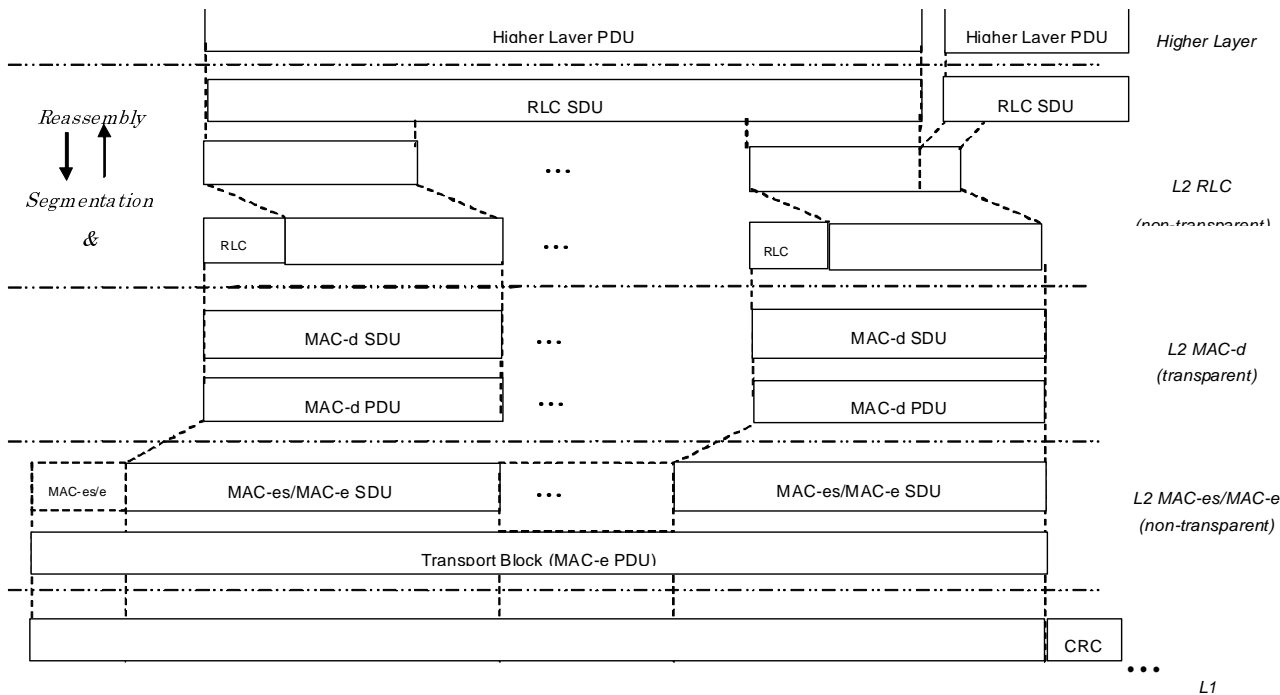 Higher Layer PDU
Higher Layer PDU
Higher Layer
RLC SDU
RLC SDU
Reassembly
Segmentation
&
...
L2 RLC
(non-transparent)
RLC
...
RLC
MAC-d SDU
...
MAC-d SDU
L2 MAC-d
(transparent)
MAC-d PDU
...
MAC-d PDU
MAC-es/e
MAC-es/MAC-e SDU
...
MAC-es/MAC-e SDU
L2 MAC-es/MAC-e
(non-transparent)
Transport Block (MAC-e PDU)
CRC
...
L1